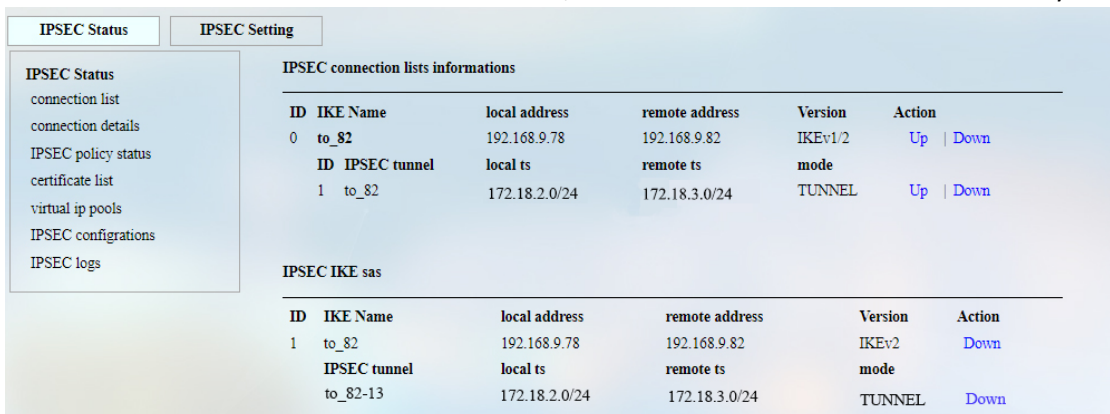 IPSEC Status IPSEC Setting
IPSEC Status
connection list
connection details
IPSEC policy status
certificate list
virtual ip pools
IPSEC configrations
IPSEC logs
IPSEC connection lists informations
ID IKE Name local address remote address Version Action
0 to_82 192.168.9.78 192.168.9.82 IKEv1/2 Up | Down
ID IPSEC tunnel local ts remote ts mode
1 to_82 172.18.2.0/24 172.18.3.0/24 TUNNEL Up | Down
IPSEC IKE sas
ID IKE Name local address remote address Version Action
1 to_82 192.168.9.78 192.168.9.82 IKEv2 Down
IPSEC tunnel local ts remote ts mode
to_82-13 172.18.2.0/24 172.18.3.0/24 TUNNEL Down